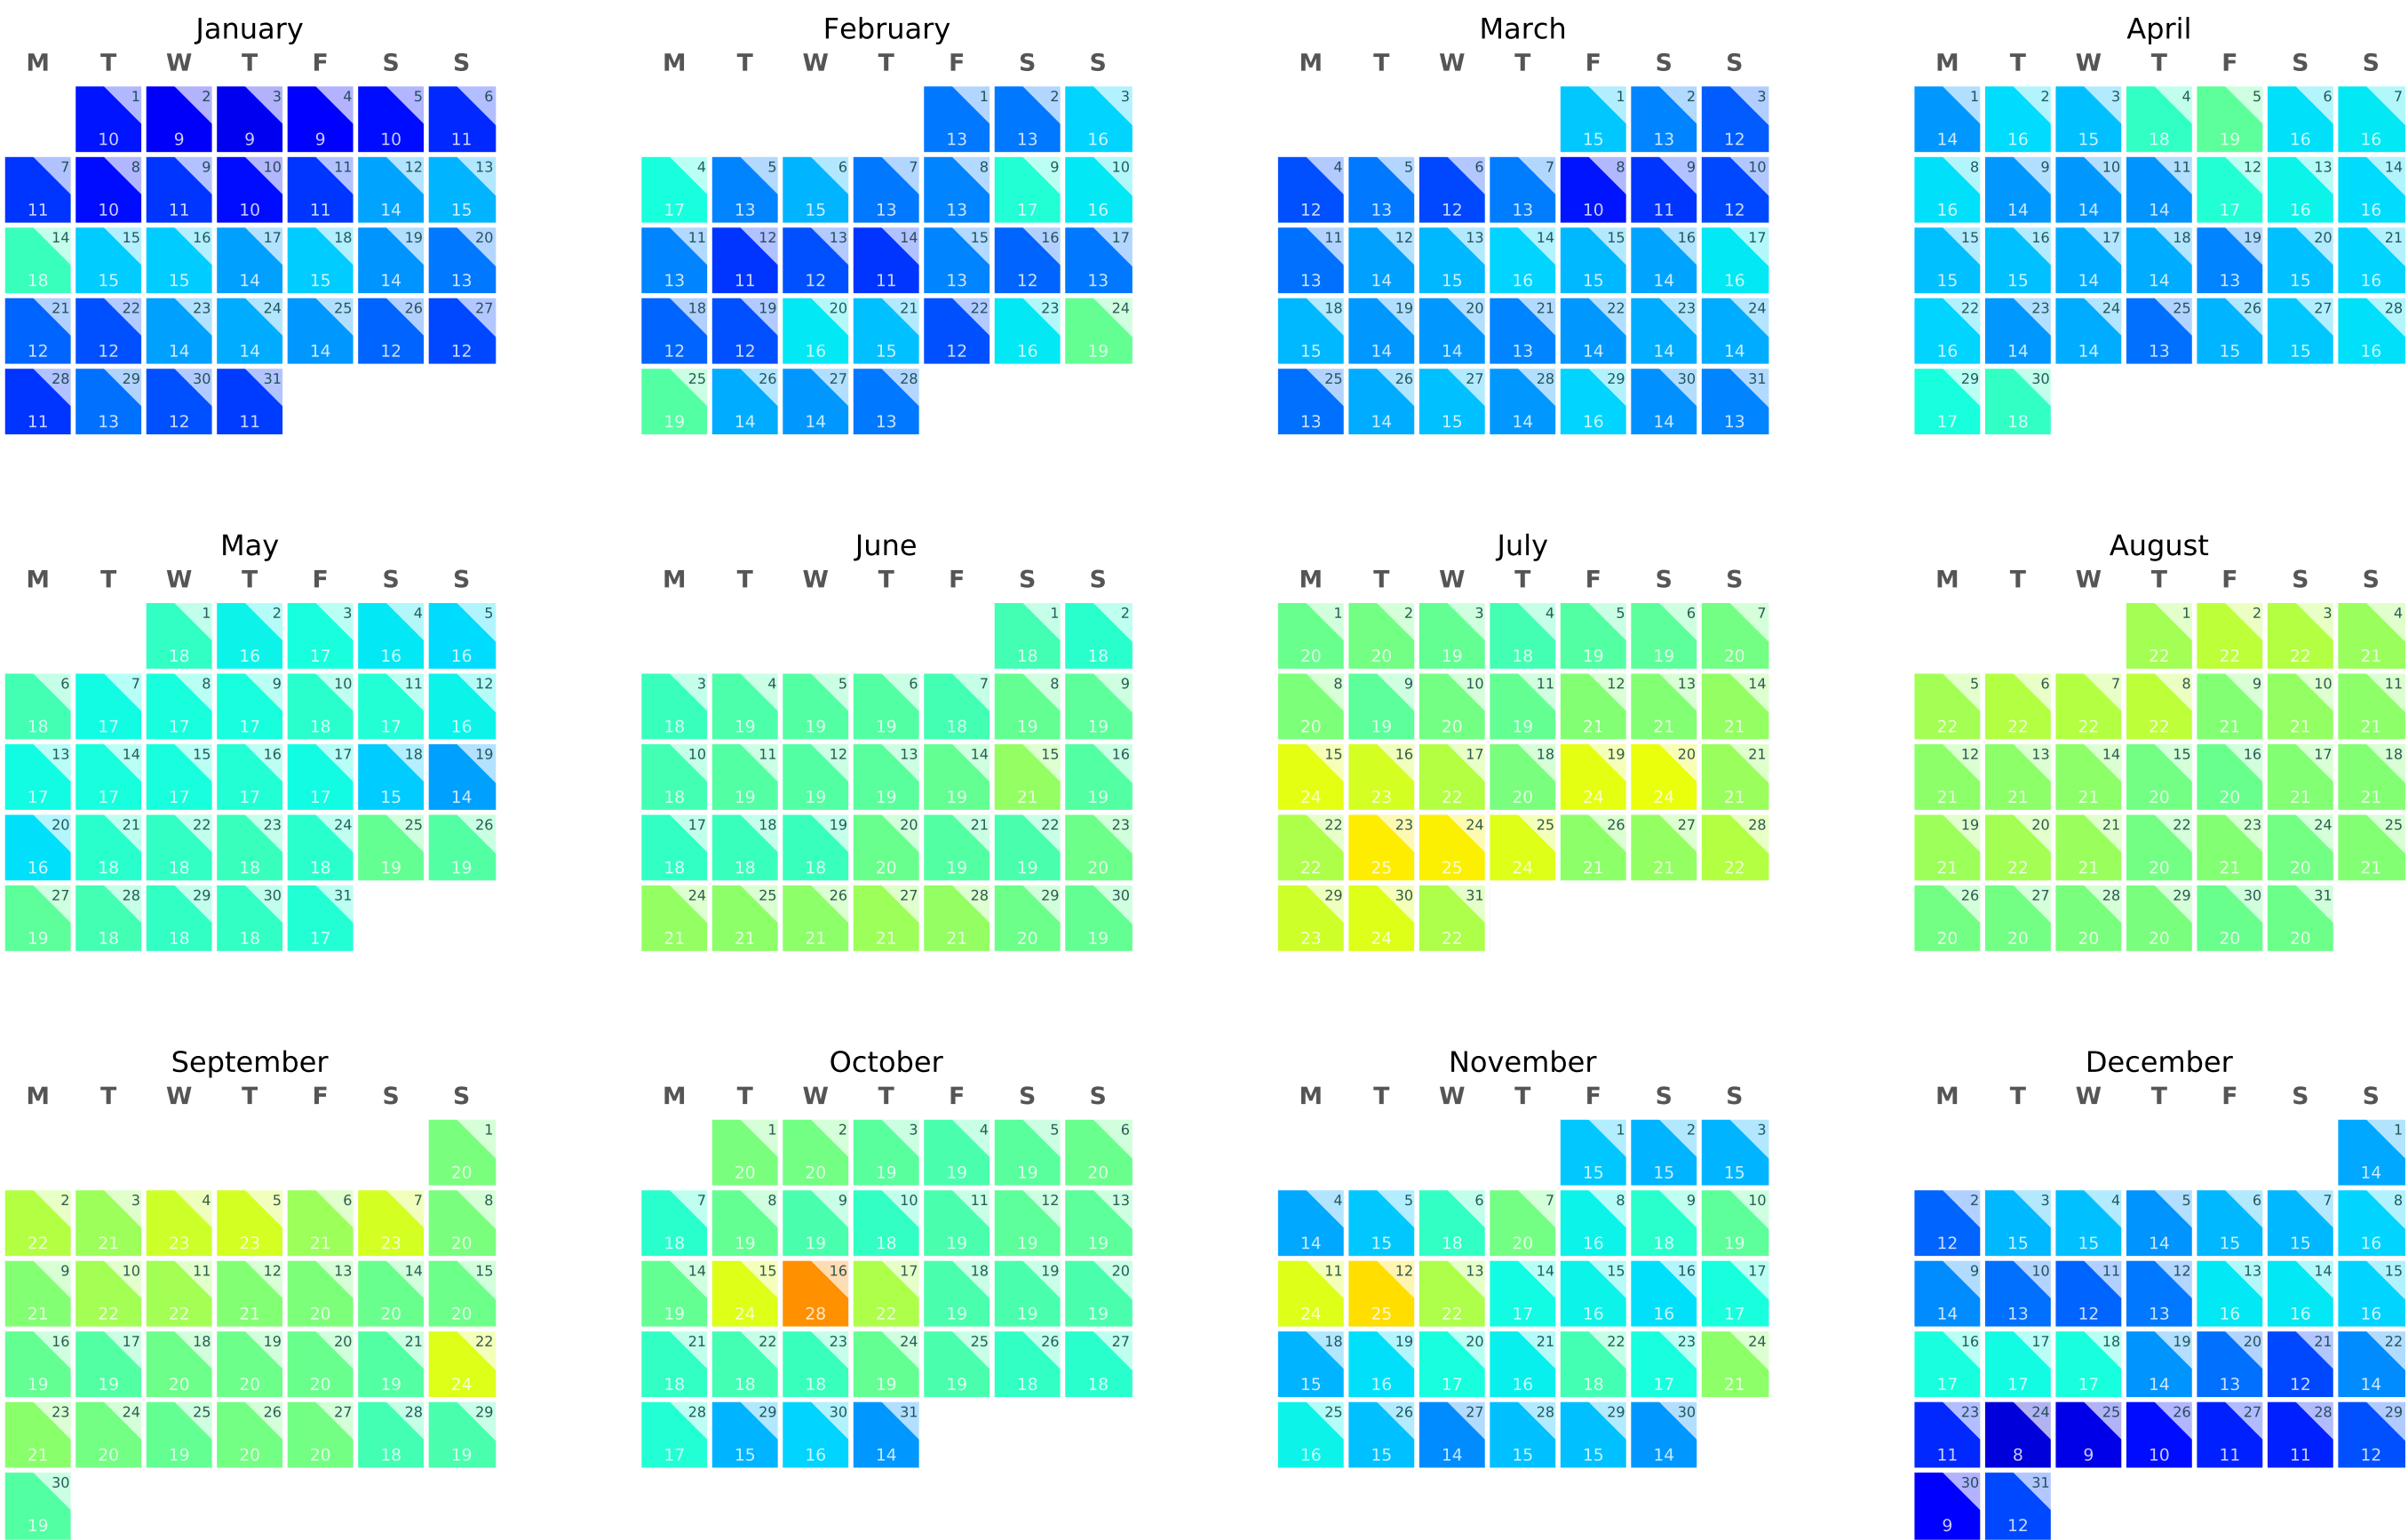 January February March April
M T W T F S S M T W T F S S M T W T F S S M T W T F S S
1 2 3 4 5 6 1 2 3 1 2 3 1 2 3 4 5 6 7
10 9 9 9 10 11 13 13 16 15 13 12 14 16 15 18 19 16 16
7 8 9 10 11 12 13 4 5 6 7 8 9 10 4 5 6 7 8 9 10 8 9 10 11 12 13 14
11 10 11 10 11 14 15 17 13 15 13 13 17 16 12 13 12 13 10 11 12 16 14 14 14 17 16 16
14 15 16 17 18 19 20 11 12 13 14 15 16 17 11 12 13 14 15 16 17 15 16 17 18 19 20 21
18 15 15 14 15 14 13 13 11 12 11 13 12 13 13 14 15 16 15 14 16 15 15 14 14 13 15 16
21 22 23 24 25 26 27 18 19 20 21 22 23 24 18 19 20 21 22 23 24 22 23 24 25 26 27 28
12 12 14 14 14 12 12 12 12 16 15 12 16 19 15 14 14 13 14 14 14 16 14 14 13 15 15 16
28 29 30 31 25 26 27 28 25 26 27 28 29 30 31 29 30
11 13 12 11 19 14 14 13 13 14 15 14 16 14 13 17 18
May June July August
M T W T F S S M T W T F S S M T W T F S S M T W T F S S
1 2 3 4 5 1 2 1 2 3 4 5 6 7 1 2 3 4
18 16 17 16 16 18 18 20 20 19 18 19 19 20 22 22 22 21
6 7 8 9 10 11 12 3 4 5 6 7 8 9 8 9 10 11 12 13 14 5 6 7 8 9 10 11
18 17 17 17 18 17 16 18 19 19 19 18 19 19 20 19 20 19 21 21 21 22 22 22 22 21 21 21
13 14 15 16 17 18 19 10 11 12 13 14 15 16 15 16 17 18 19 20 21 12 13 14 15 16 17 18
17 17 17 17 17 15 14 18 19 19 19 19 21 19 24 23 22 20 24 24 21 21 21 21 20 20 21 21
20 21 22 23 24 25 26 17 18 19 20 21 22 23 22 23 24 25 26 27 28 19 20 21 22 23 24 25
16 18 18 18 18 19 19 18 18 18 20 19 19 20 22 25 25 24 21 21 22 21 22 21 20 21 20 21
27 28 29 30 31 24 25 26 27 28 29 30 29 30 31 26 27 28 29 30 31
19 18 18 18 17 21 21 21 21 21 20 19 23 24 22 20 20 20 20 20 20
September October November December
M T W T F S S M T W T F S S M T W T F S S M T W T F S S
1 1 2 3 4 5 6 1 2 3 1
20 20 20 19 19 19 20 15 15 15 14
2 3 4 5 6 7 8 7 8 9 10 11 12 13 4 5 6 7 8 9 10 2 3 4 5 6 7 8
22 21 23 23 21 23 20 18 19 19 18 19 19 19 14 15 18 20 16 18 19 12 15 15 14 15 15 16
9 10 11 12 13 14 15 14 15 16 17 18 19 20 11 12 13 14 15 16 17 9 10 11 12 13 14 15
21 22 22 21 20 20 20 19 24 28 22 19 19 19 24 25 22 17 16 16 17 14 13 12 13 16 16 16
16 17 18 19 20 21 22 21 22 23 24 25 26 27 18 19 20 21 22 23 24 16 17 18 19 20 21 22
19 19 20 20 20 19 24 18 18 18 19 19 18 18 15 16 17 16 18 17 21 17 17 17 14 13 12 14
23 24 25 26 27 28 29 28 29 30 31 25 26 27 28 29 30 23 24 25 26 27 28 29
21 20 19 20 20 18 19 17 15 16 14 16 15 14 15 15 14 11 8 9 10 11 11 12
30 30 31
19 9 12